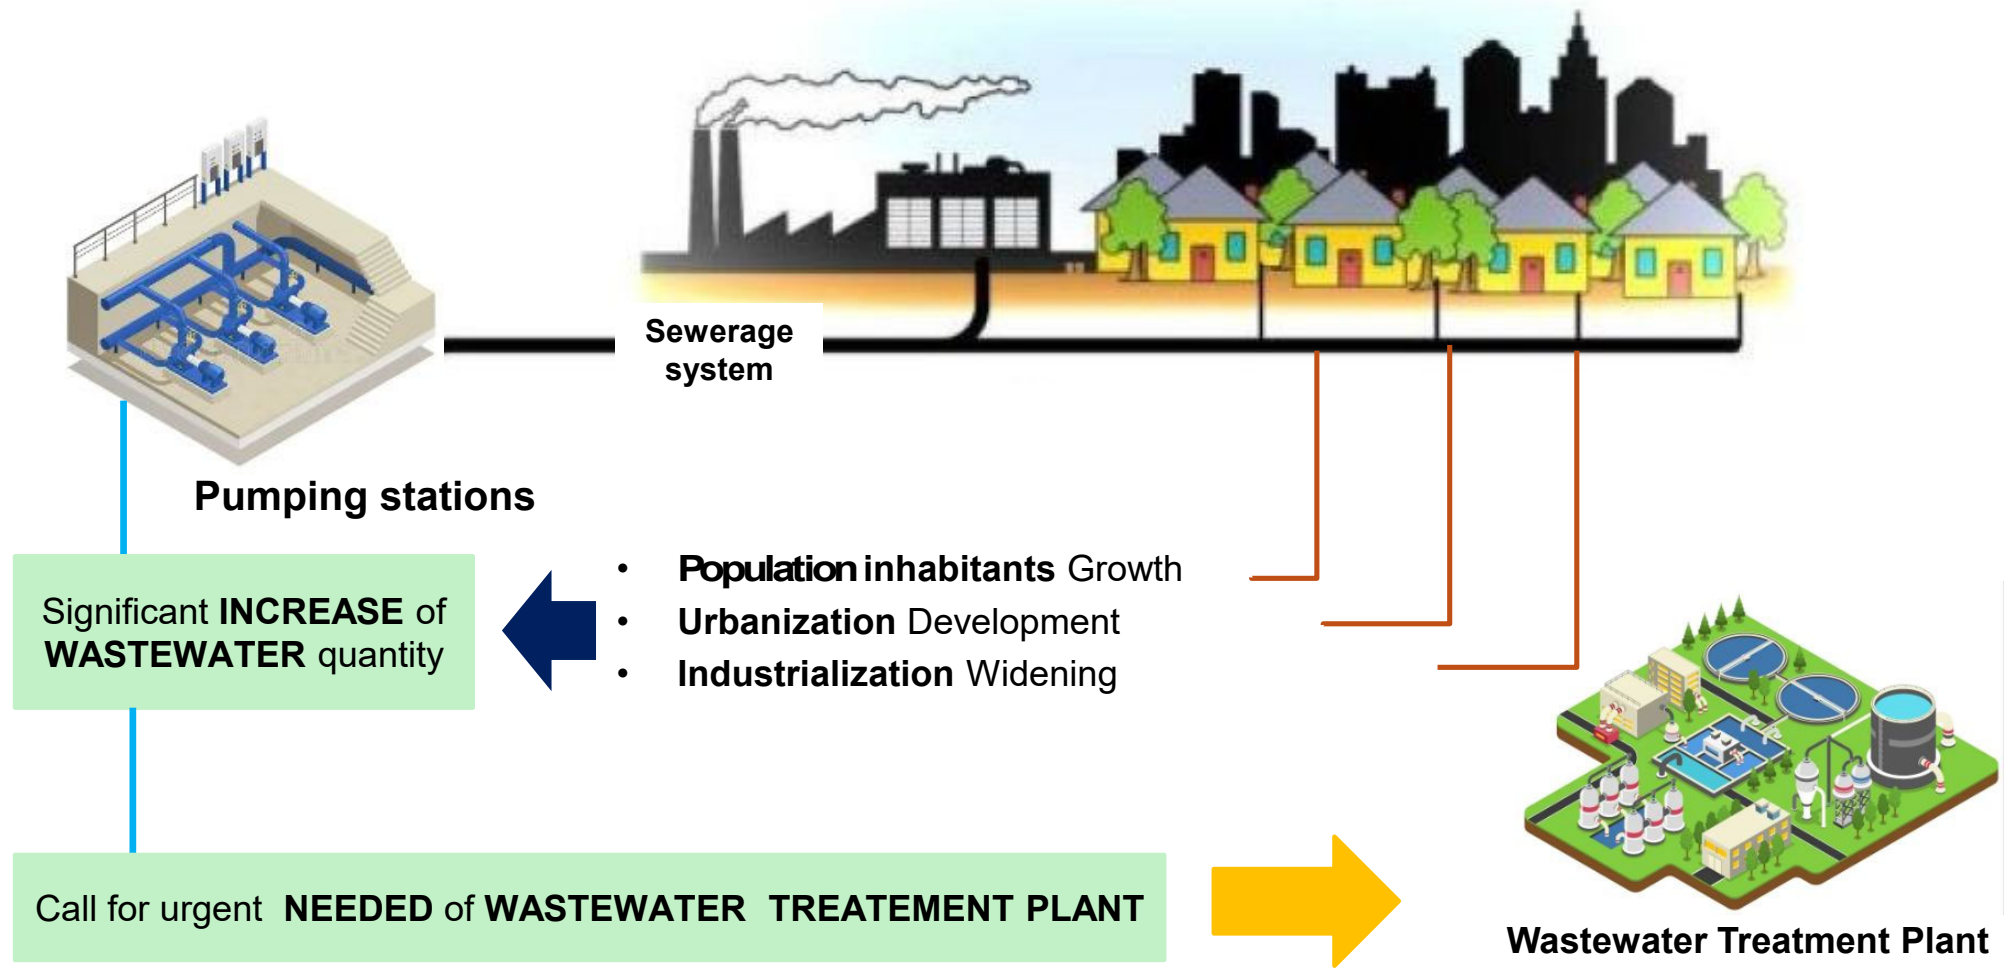 Sewerage
system
Pumping stations
• Population inhabitants Growth
• Urbanization Development
• Industrialization Widening
Significant INCREASE of
WASTEWATER quantity
Call for urgent NEEDED of WASTEWATER TREATEMENT PLANT
Wastewater Treatment Plant